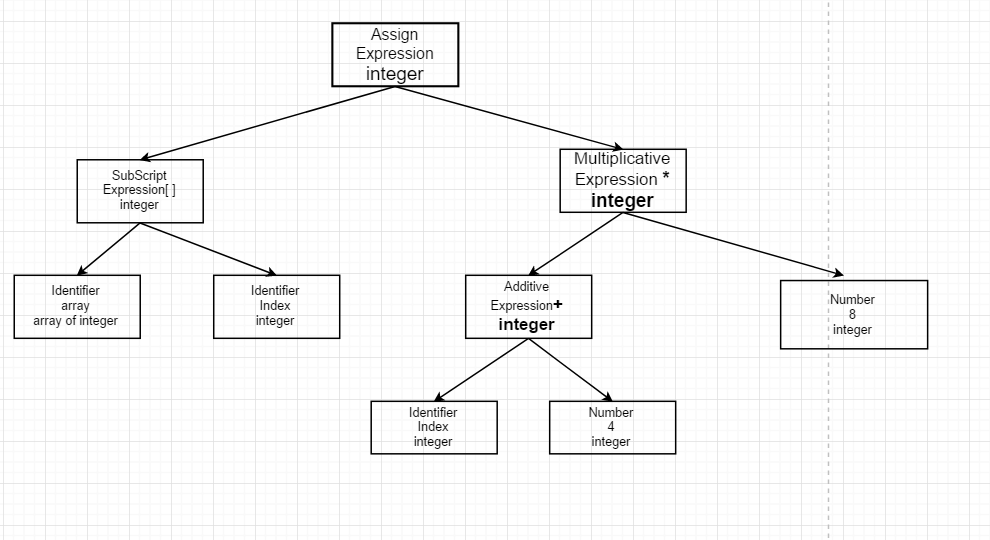 Assign
Expression
integer
SubScript
Expression[ ]
integer
Multiplicative
Expression *
integer
Identifier
array
array of integer
Identifier
Index
integer
Additive
Expression+
integer
Number
8
integer
Identifier
Index
integer
Number
4
integer